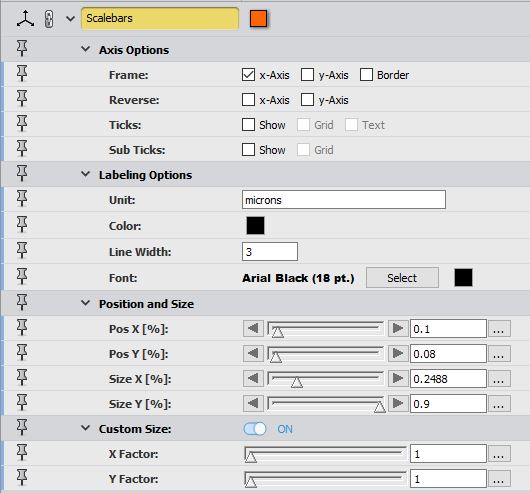 Scalebars
Axis Options
Frame: x-Axis y-Axis Border
Reverse: x-Axis y-Axis
Ticks: Show Grid Text
Sub Ticks: Show Grid
Labeling Options
Unit: microns
Color:
Line Width: 3
Font: Arial Black (18 pt.) Select
Position and Size
Pos X [%]: 0.1 ...
Pos Y [%]: 0.08 ...
Size X [%]: 0.2488 ...
Size Y [%]: 0.9 ...
Custom Size: ON
X Factor: 1 ...
Y Factor: 1 ...